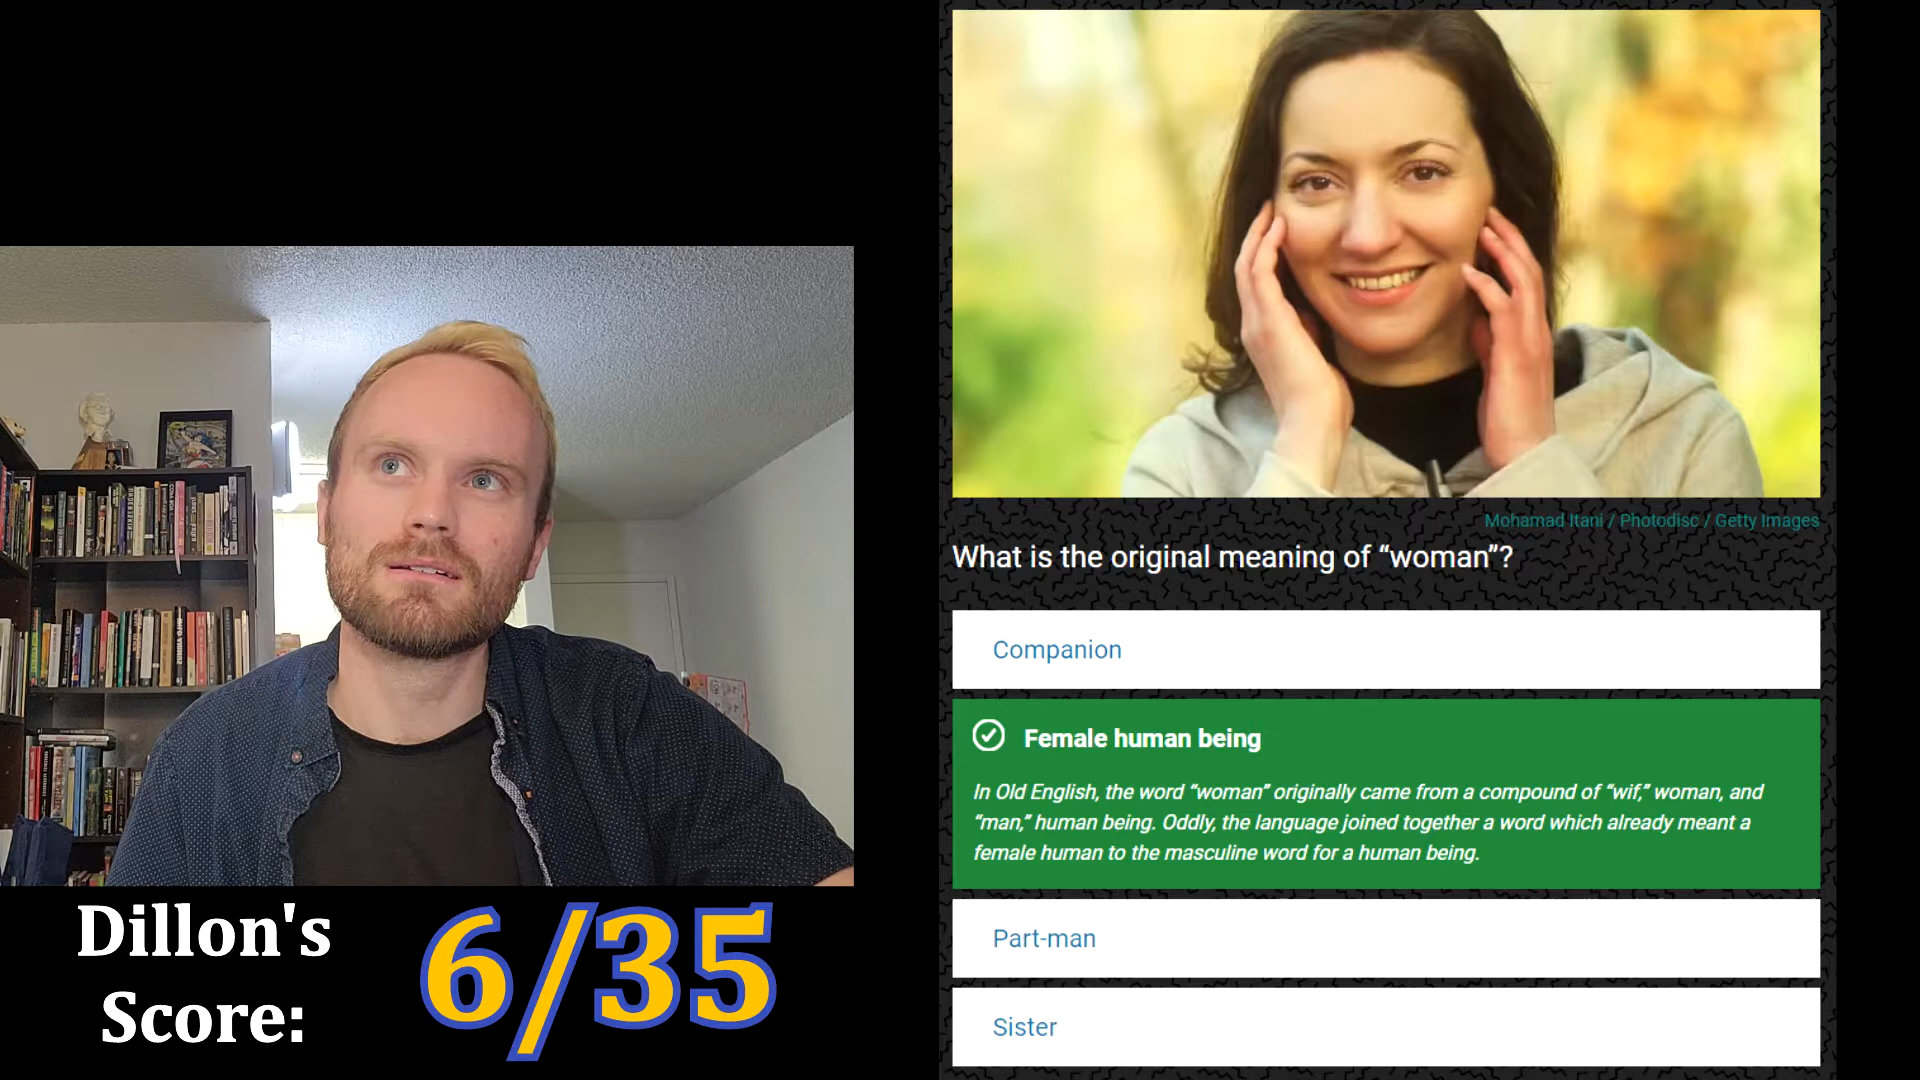 Mohamad Itani / Photodisc / Getty Images
What is the original meaning of “woman”?
Companion
Female human being
In Old English, the word “woman” originally came from a compound of “wif,” woman, and
“man,” human being. Oddly, the language joined together a word which already meant a
female human to the masculine word for a human being.
Part-man
Sister
Dillon's
Score:
6/35